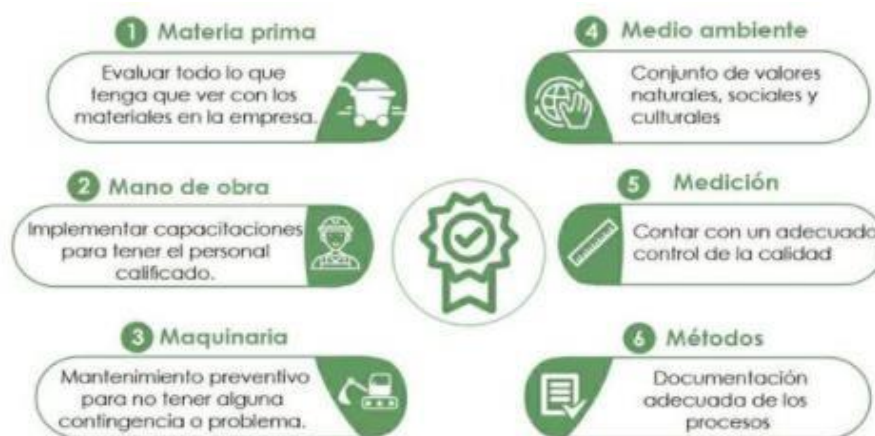 1 Materia prima
Evaluar todo lo que
tenga que ver con los
materiales en la empresa.
2 Mano de obra
Implementar capacitaciones
para tener el personal
calificado.
3 Maquinaria
Mantenimiento preventivo
para no tener alguna
contingencia o problema.
4 Medio ambiente
Conjunto de valores
naturales, sociales y
culturales
5 Medición
Contar con un adecuado
control de la calidad
6 Métodos
Documentación
adecuada de los
procesos